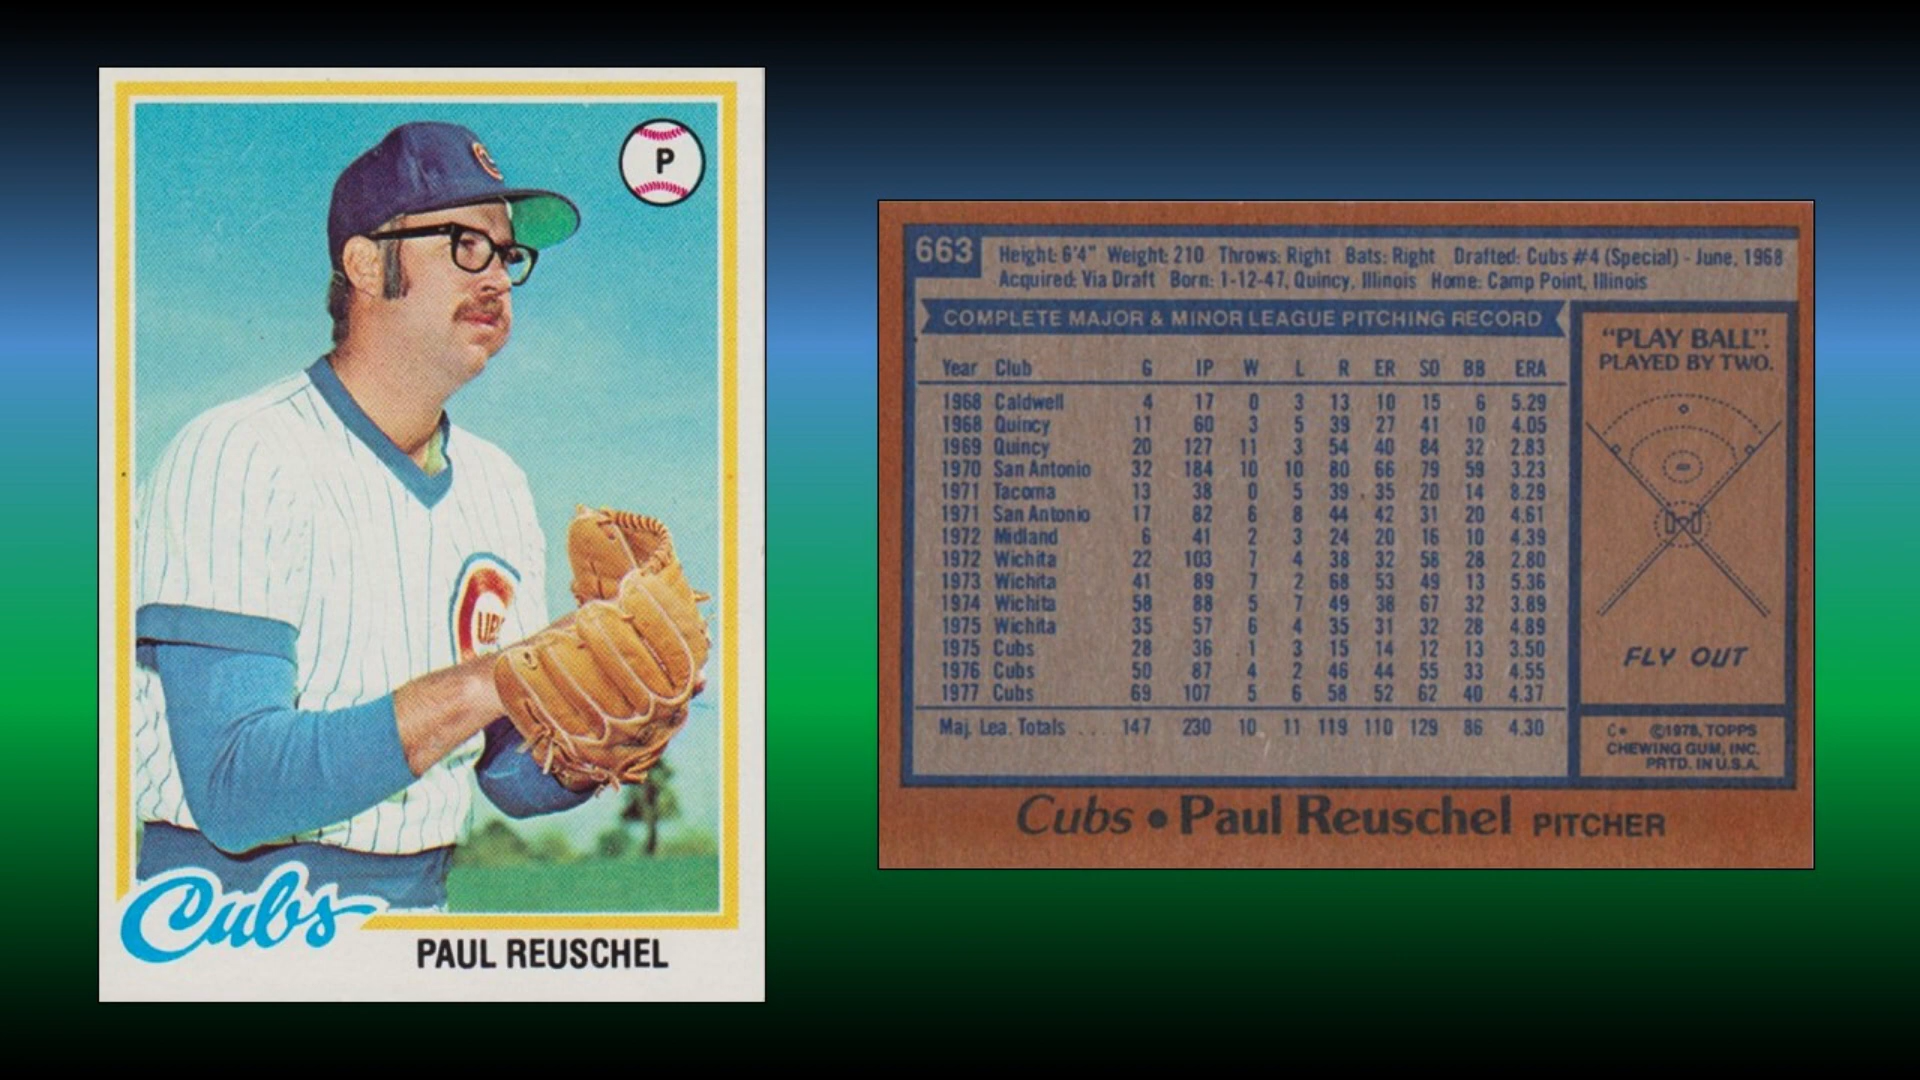 P
CUBS
Cubs
PAUL REUSCHEL
663
Height: 6'4" Weight: 210 Throws: Right Bats: Right Drafted: Cubs #4 (Special) - June, 1968
Acquired: Via Draft Born: 1-12-47, Quincy, Illinois Home: Camp Point, Illinois
COMPLETE MAJOR & MINOR LEAGUE PITCHING RECORD
Year Club G IP W L R ER SO BB ERA
1968 Caldwell 4 17 0 3 13 10 15 6 5.29
1968 Quincy 11 60 3 5 39 27 41 10 4.05
1969 Quincy 20 127 11 3 54 40 84 32 2.83
1970 San Antonio 32 184 10 10 80 66 79 59 3.23
1971 Tacoma 13 38 0 5 39 35 20 14 8.29
1971 San Antonio 17 82 6 8 44 42 31 20 4.61
1972 Midland 6 41 2 3 24 20 16 10 4.39
1972 Wichita 22 103 7 4 38 32 58 28 2.80
1973 Wichita 41 89 7 2 68 53 49 13 5.36
1974 Wichita 58 88 5 7 49 38 67 32 3.89
1975 Wichita 35 57 6 4 35 31 32 28 4.89
1975 Cubs 28 36 1 3 15 14 12 13 3.50
1976 Cubs 50 87 4 2 46 44 55 33 4.55
1977 Cubs 69 107 5 6 58 52 62 40 4.37
Maj. Lea. Totals . . 147 230 10 11 119 110 129 86 4.30
"PLAY BALL".
PLAYED BY TWO.
FLY OUT
C* ©1978, TOPPS
CHEWING GUM, INC.
PRTD. IN U.S.A.
Cubs • Paul Reuschel PITCHER